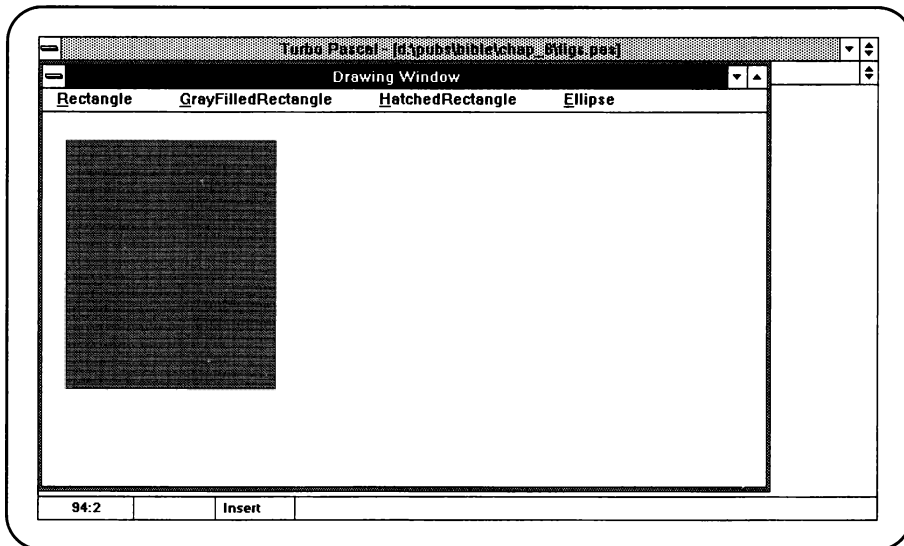 Turbo Pascal - [d:\pubs\bible\chap_8\figs.pas]
Drawing Window
Rectangle GrayFilledRectangle HatchedRectangle Ellipse
94:2 Insert